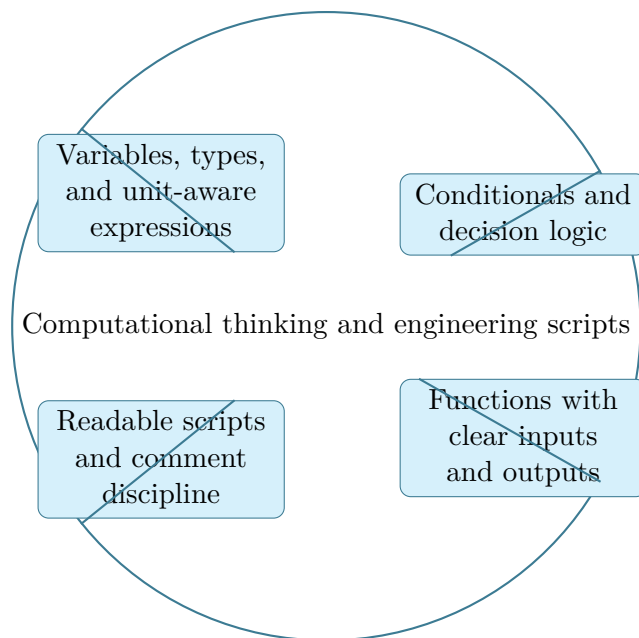 Variables, types,
and unit-aware
expressions
Conditionals and
decision logic
Computational thinking and engineering scripts
Readable scripts
and comment
discipline
Functions with
clear inputs
and outputs